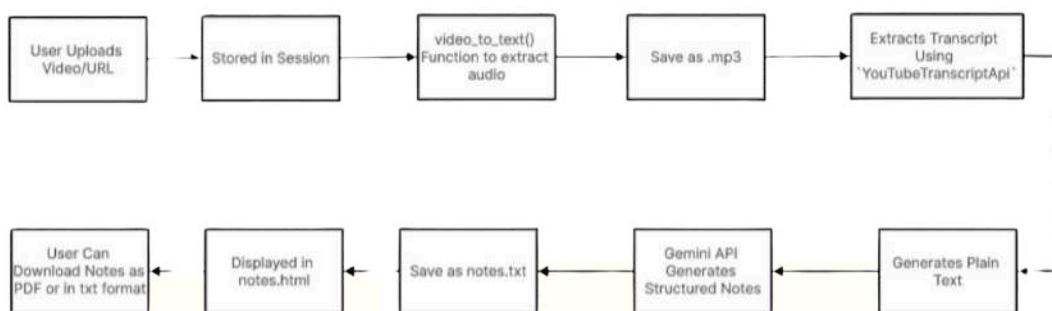 User Uploads
Video/URL
Stored in Session
video_to_text()
Function to extract
audio
Save as .mp3
Extracts Transcript
Using
`YouTubeTranscriptApi`
User Can
Download Notes as
PDF or in txt format
Displayed in
notes.html
Save as notes.txt
Gemini API
Generates
Structured Notes
Generates Plain
Text